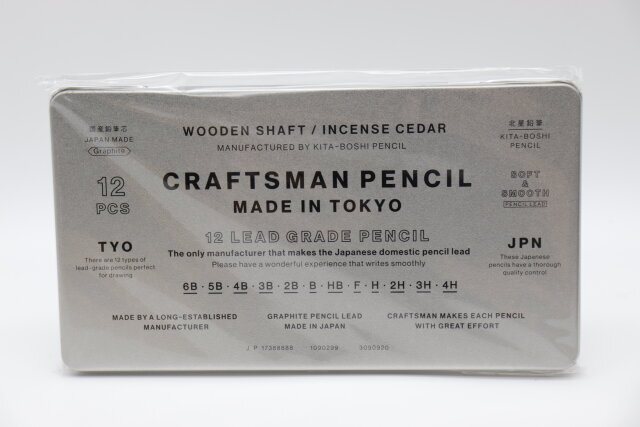 国産鉛筆芯
JAPAN MADE
Graphite
WOODEN SHAFT / INCENSE CEDAR
MANUFACTURED BY KITA-BOSHI PENCIL
北星鉛筆
KITA-BOSHI
PENCIL
12
PCS
CRAFTSMAN PENCIL
MADE IN TOKYO
SOFT
&
SMOOTH
PENCIL LEAD
12 LEAD GRADE PENCIL
The only manufacturer that makes the Japanese domestic pencil lead
Please have a wonderful experience that writes smoothly
TYO
There are 12 types of
lead-grade pencils perfect
for drawing
JPN
These Japanese
pencils have a thorough
quality control
6B · 5B · 4B · 3B · 2B · B · HB · F · H · 2H · 3H · 4H
MADE BY A LONG-ESTABLISHED
MANUFACTURER
GRAPHITE PENCIL LEAD
MADE IN JAPAN
CRAFTSMAN MAKES EACH PENCIL
WITH GREAT EFFORT
J P 17388888 1090299 3090920